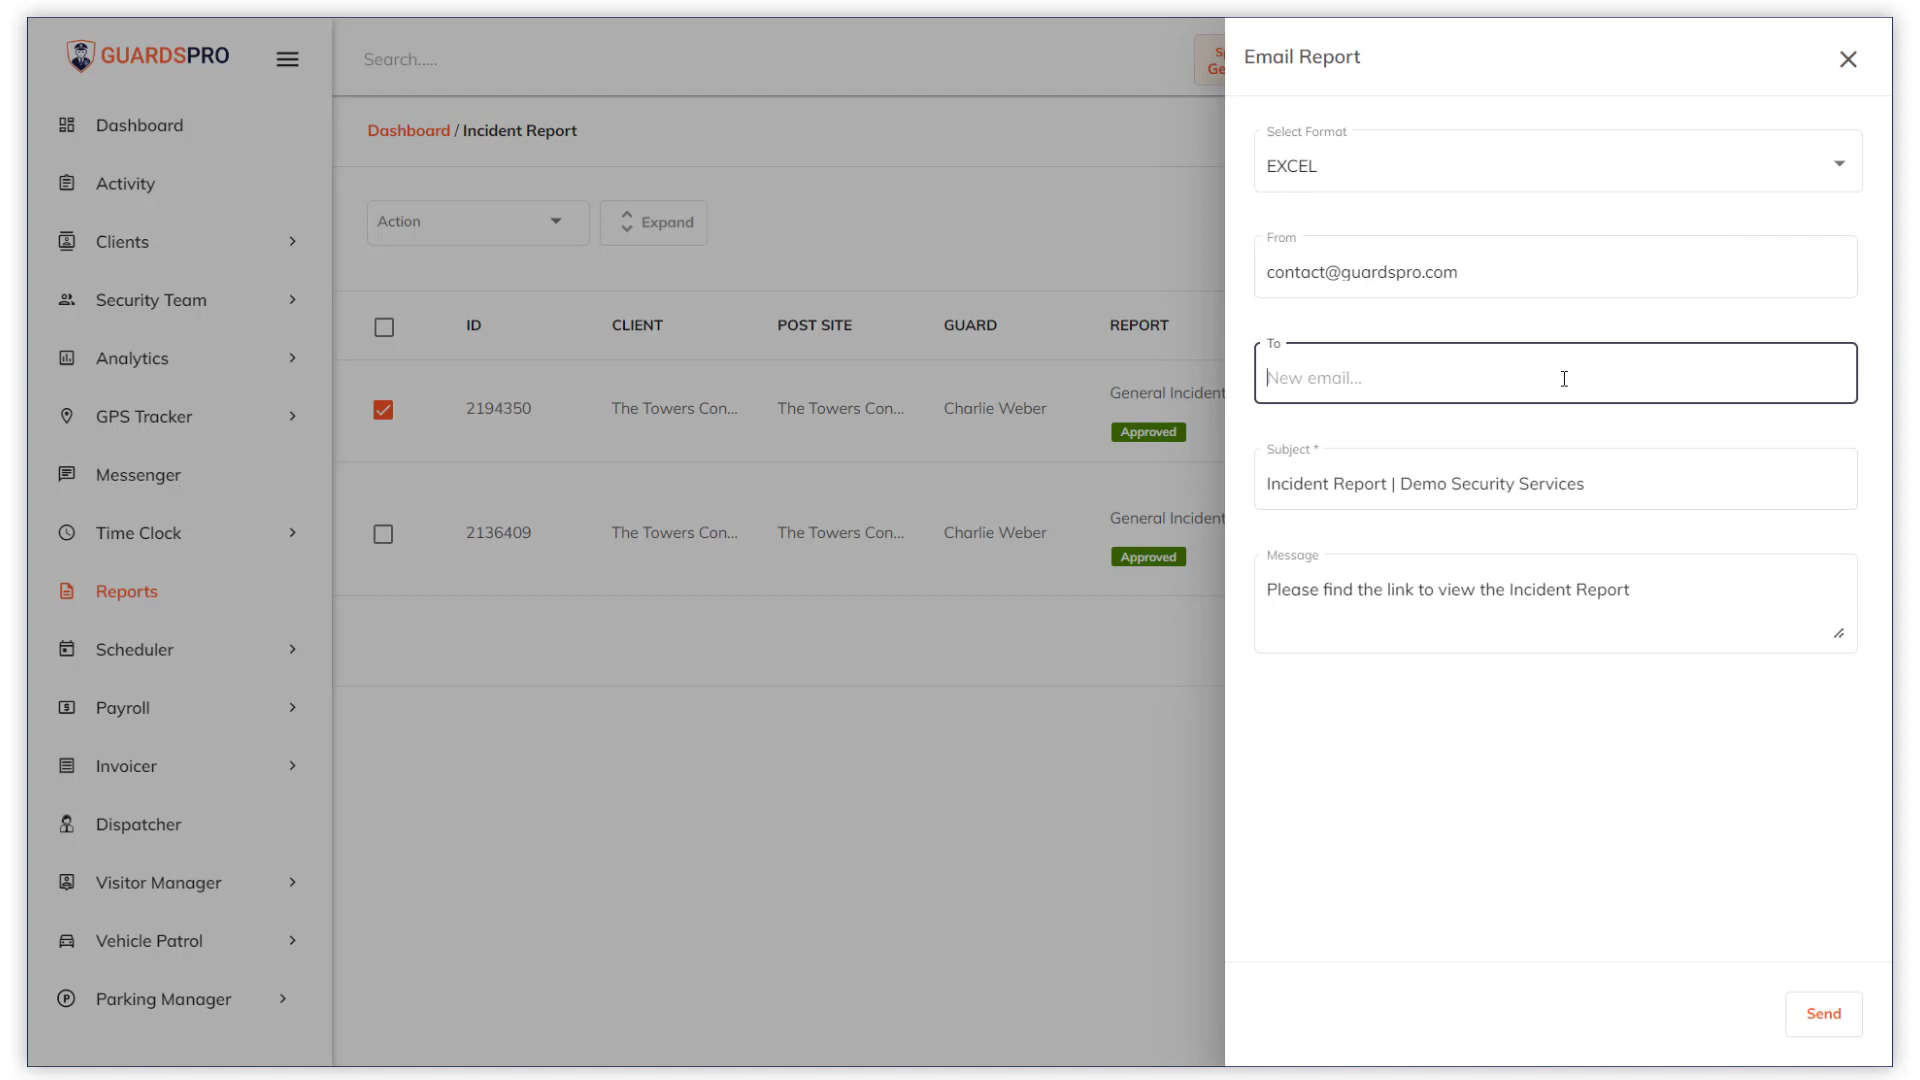 GUARDSPRO
Dashboard
Activity
Clients
Security Team
Analytics
GPS Tracker
Messenger
Time Clock
Reports
Scheduler
Payroll
Invoicer
Dispatcher
Visitor Manager
Vehicle Patrol
Parking Manager
Search.....
Dashboard / Incident Report
Action
Expand
ID CLIENT POST SITE GUARD REPORT
2194350 The Towers Con... The Towers Con... Charlie Weber General Incident
Approved
2136409 The Towers Con... The Towers Con... Charlie Weber General Incident
Approved
Email Report
Select Format
EXCEL
From
contact@guardspro.com
To
New email...
Subject *
Incident Report | Demo Security Services
Message
Please find the link to view the Incident Report
Send